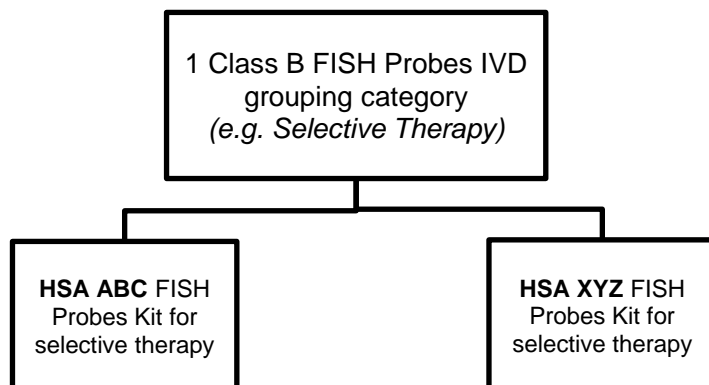 1 Class B FISH Probes IVD
grouping category
(e.g. Selective Therapy)
HSA ABC FISH
Probes Kit for
selective therapy
HSA XYZ FISH
Probes Kit for
selective therapy